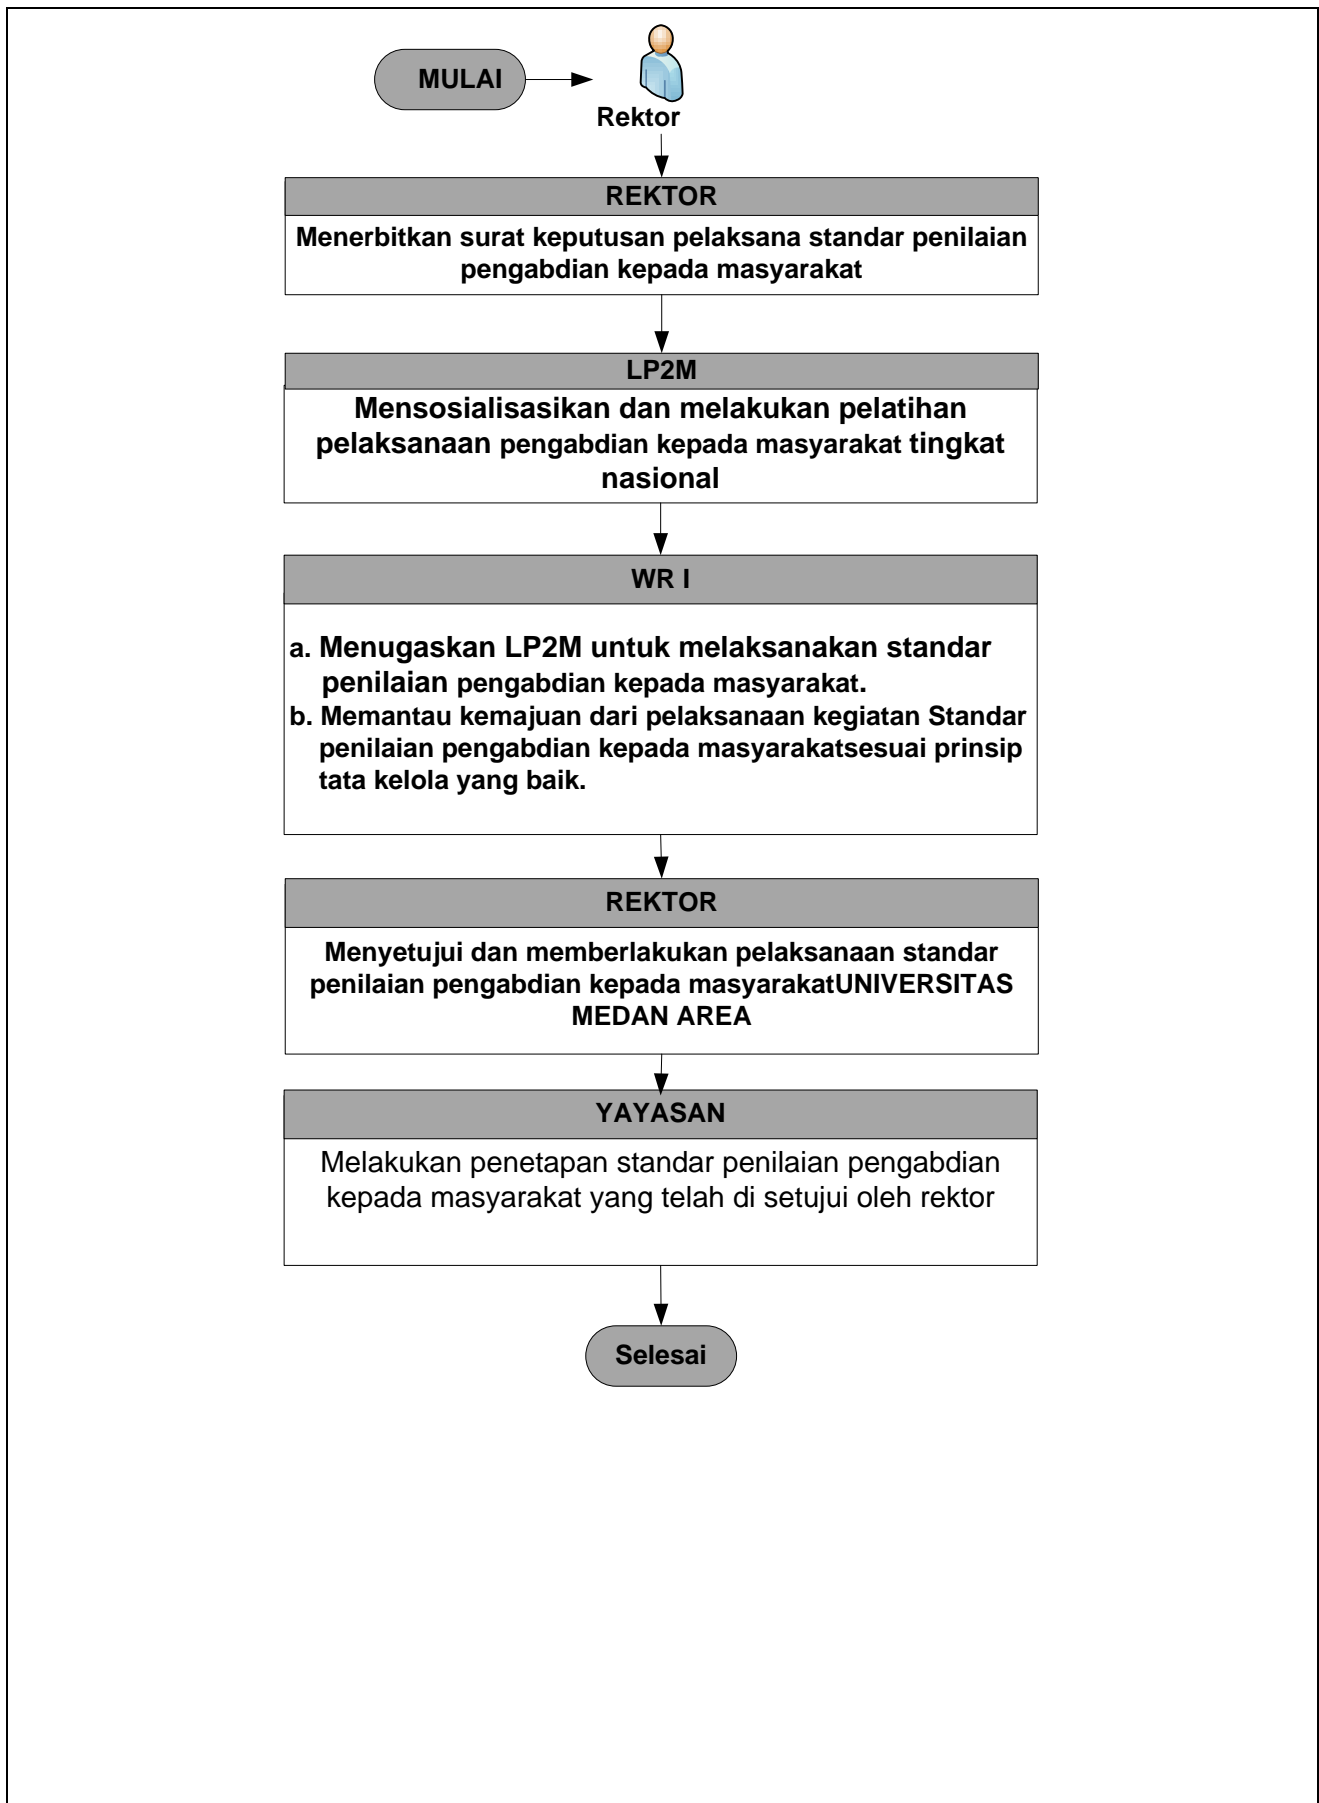 MULAI
Rektor
REKTOR
Menerbitkan surat keputusan pelaksana standar penilaian
pengabdian kepada masyarakat
LP2M
Mensosialisasikan dan melakukan pelatihan
pelaksanaan pengabdian kepada masyarakat tingkat
nasional
WR I
a. Menugaskan LP2M untuk melaksanakan standar
penilaian pengabdian kepada masyarakat.
b. Memantau kemajuan dari pelaksanaan kegiatan Standar
penilaian pengabdian kepada masyarakatsesuai prinsip
tata kelola yang baik.
REKTOR
Menyetujui dan memberlakukan pelaksanaan standar
penilaian pengabdian kepada masyarakatUNIVERSITAS
MEDAN AREA
YAYASAN
Melakukan penetapan standar penilaian pengabdian
kepada masyarakat yang telah di setujui oleh rektor
Selesai